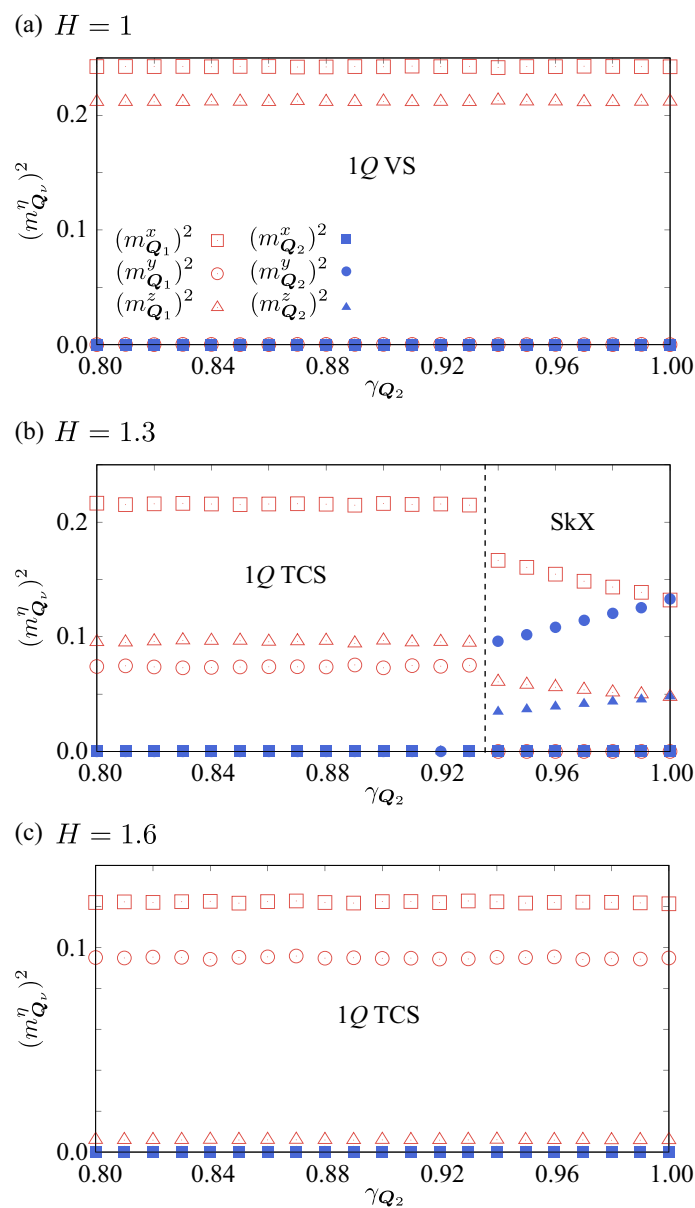 (a) H = 1
0.2
(m^η_{Q_ν})^2
1Q VS
0.1
(m^x_{Q_1})^2 □ (m^x_{Q_2})^2 ■
(m^y_{Q_1})^2 ○ (m^y_{Q_2})^2 ●
(m^z_{Q_1})^2 △ (m^z_{Q_2})^2 ▲
0.0
0.80 0.84 0.88 0.92 0.96 1.00
γ_{Q_2}
(b) H = 1.3
0.2
SkX
1Q TCS
(m^η_{Q_ν})^2
0.1
0.0
0.80 0.84 0.88 0.92 0.96 1.00
γ_{Q_2}
(c) H = 1.6
0.1
(m^η_{Q_ν})^2
1Q TCS
0.0
0.80 0.84 0.88 0.92 0.96 1.00
γ_{Q_2}